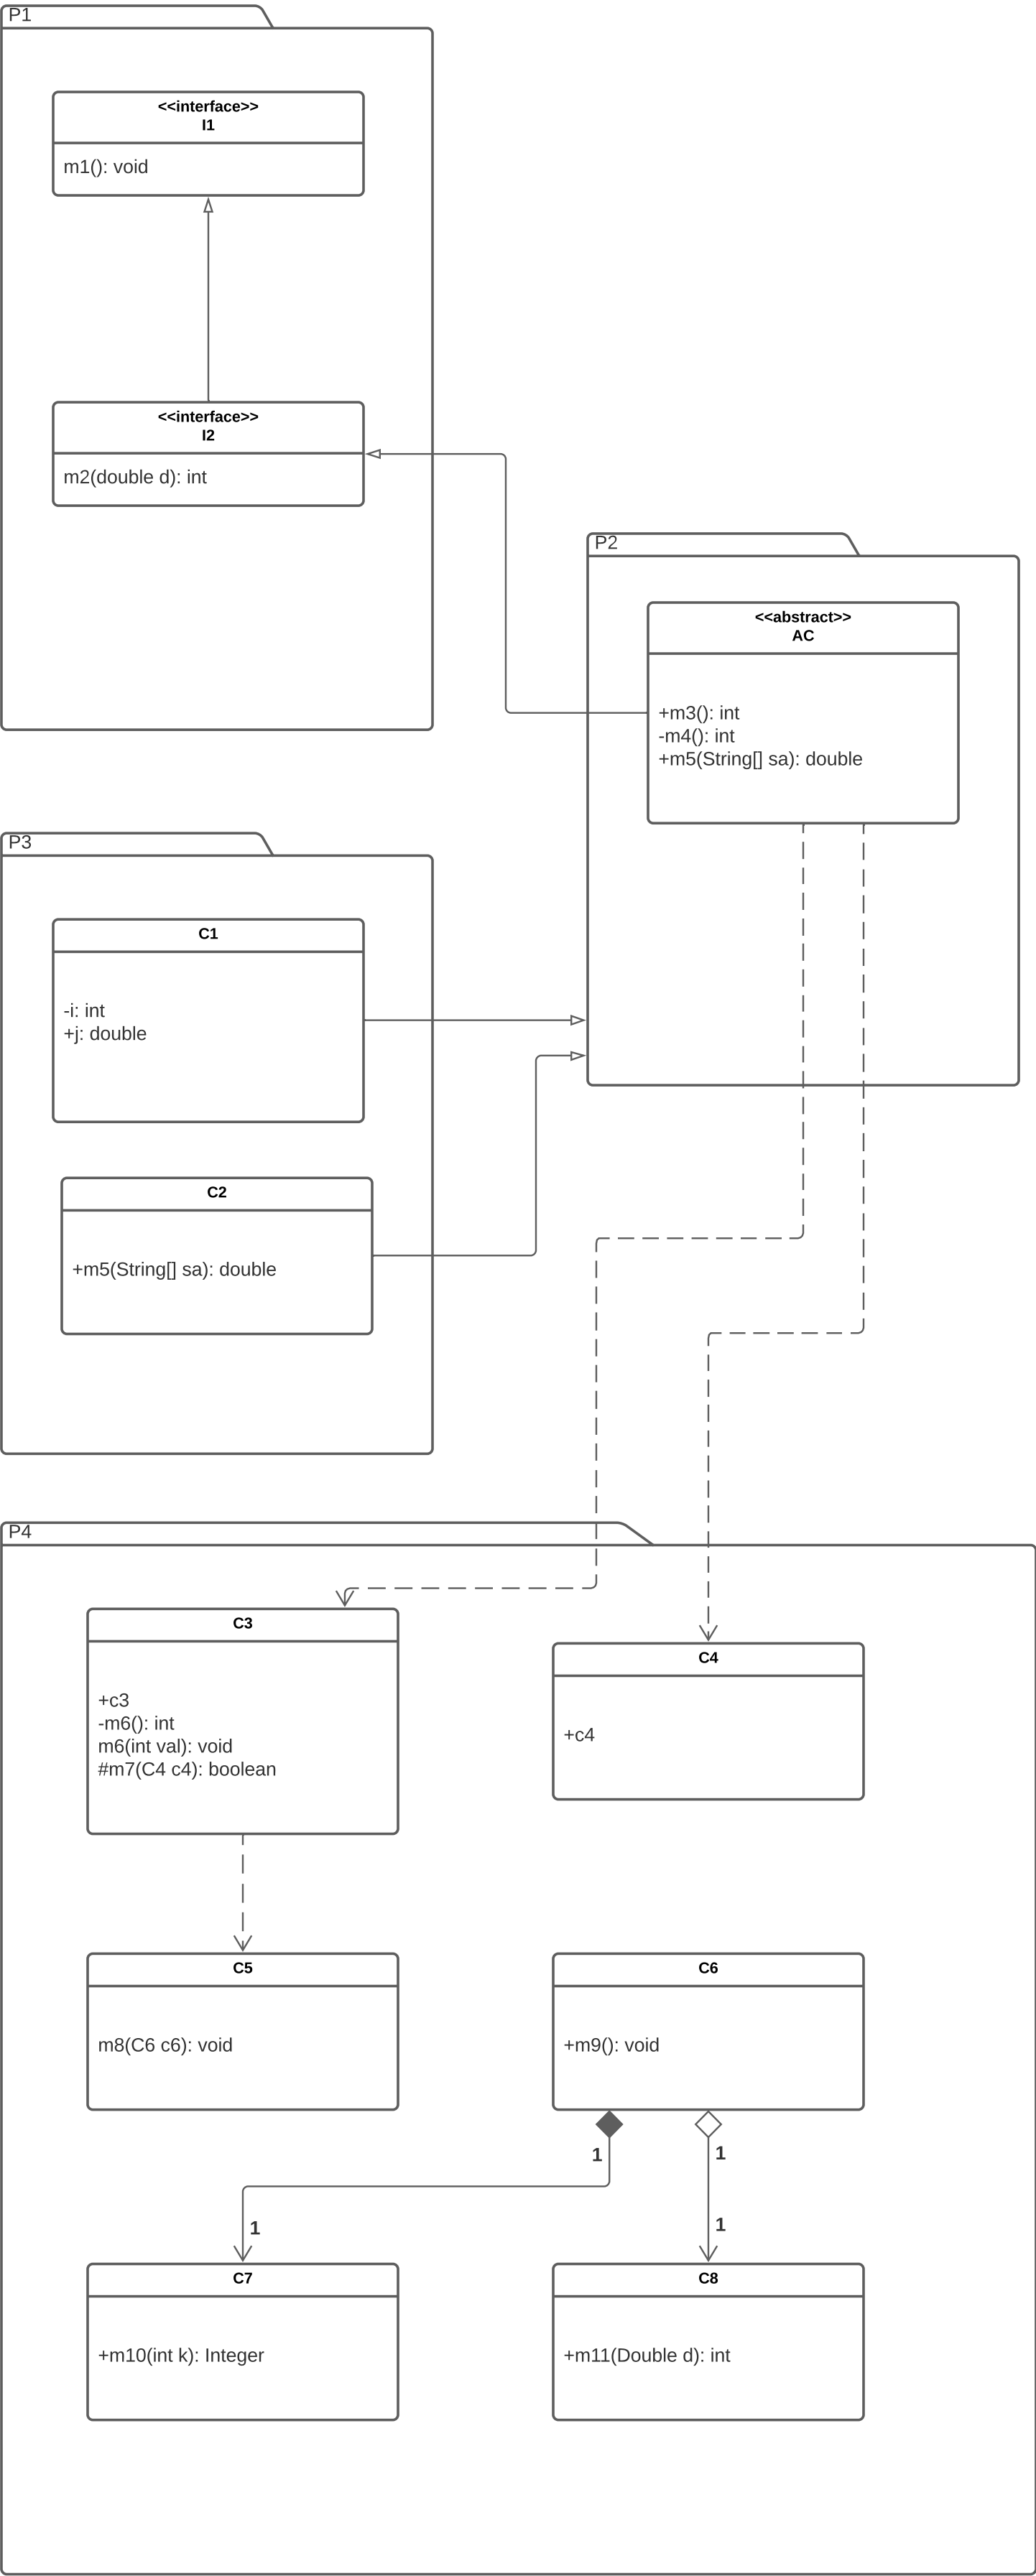 P1
<<interface>>
I1
m1(): void
<<interface>>
I2
m2(double d): int
P2
<<abstract>>
AC
+m3(): int
-m4(): int
+m5(String[] sa): double
P3
C1
-i: int
+j: double
C2
+m5(String[] sa): double
P4
C3
+c3
-m6(): int
m6(int val): void
#m7(C4 c4): boolean
C4
+c4
C5
m8(C6 c6): void
C6
+m9(): void
1
1
1
1
C7
+m10(int k): Integer
C8
+m11(Double d): int